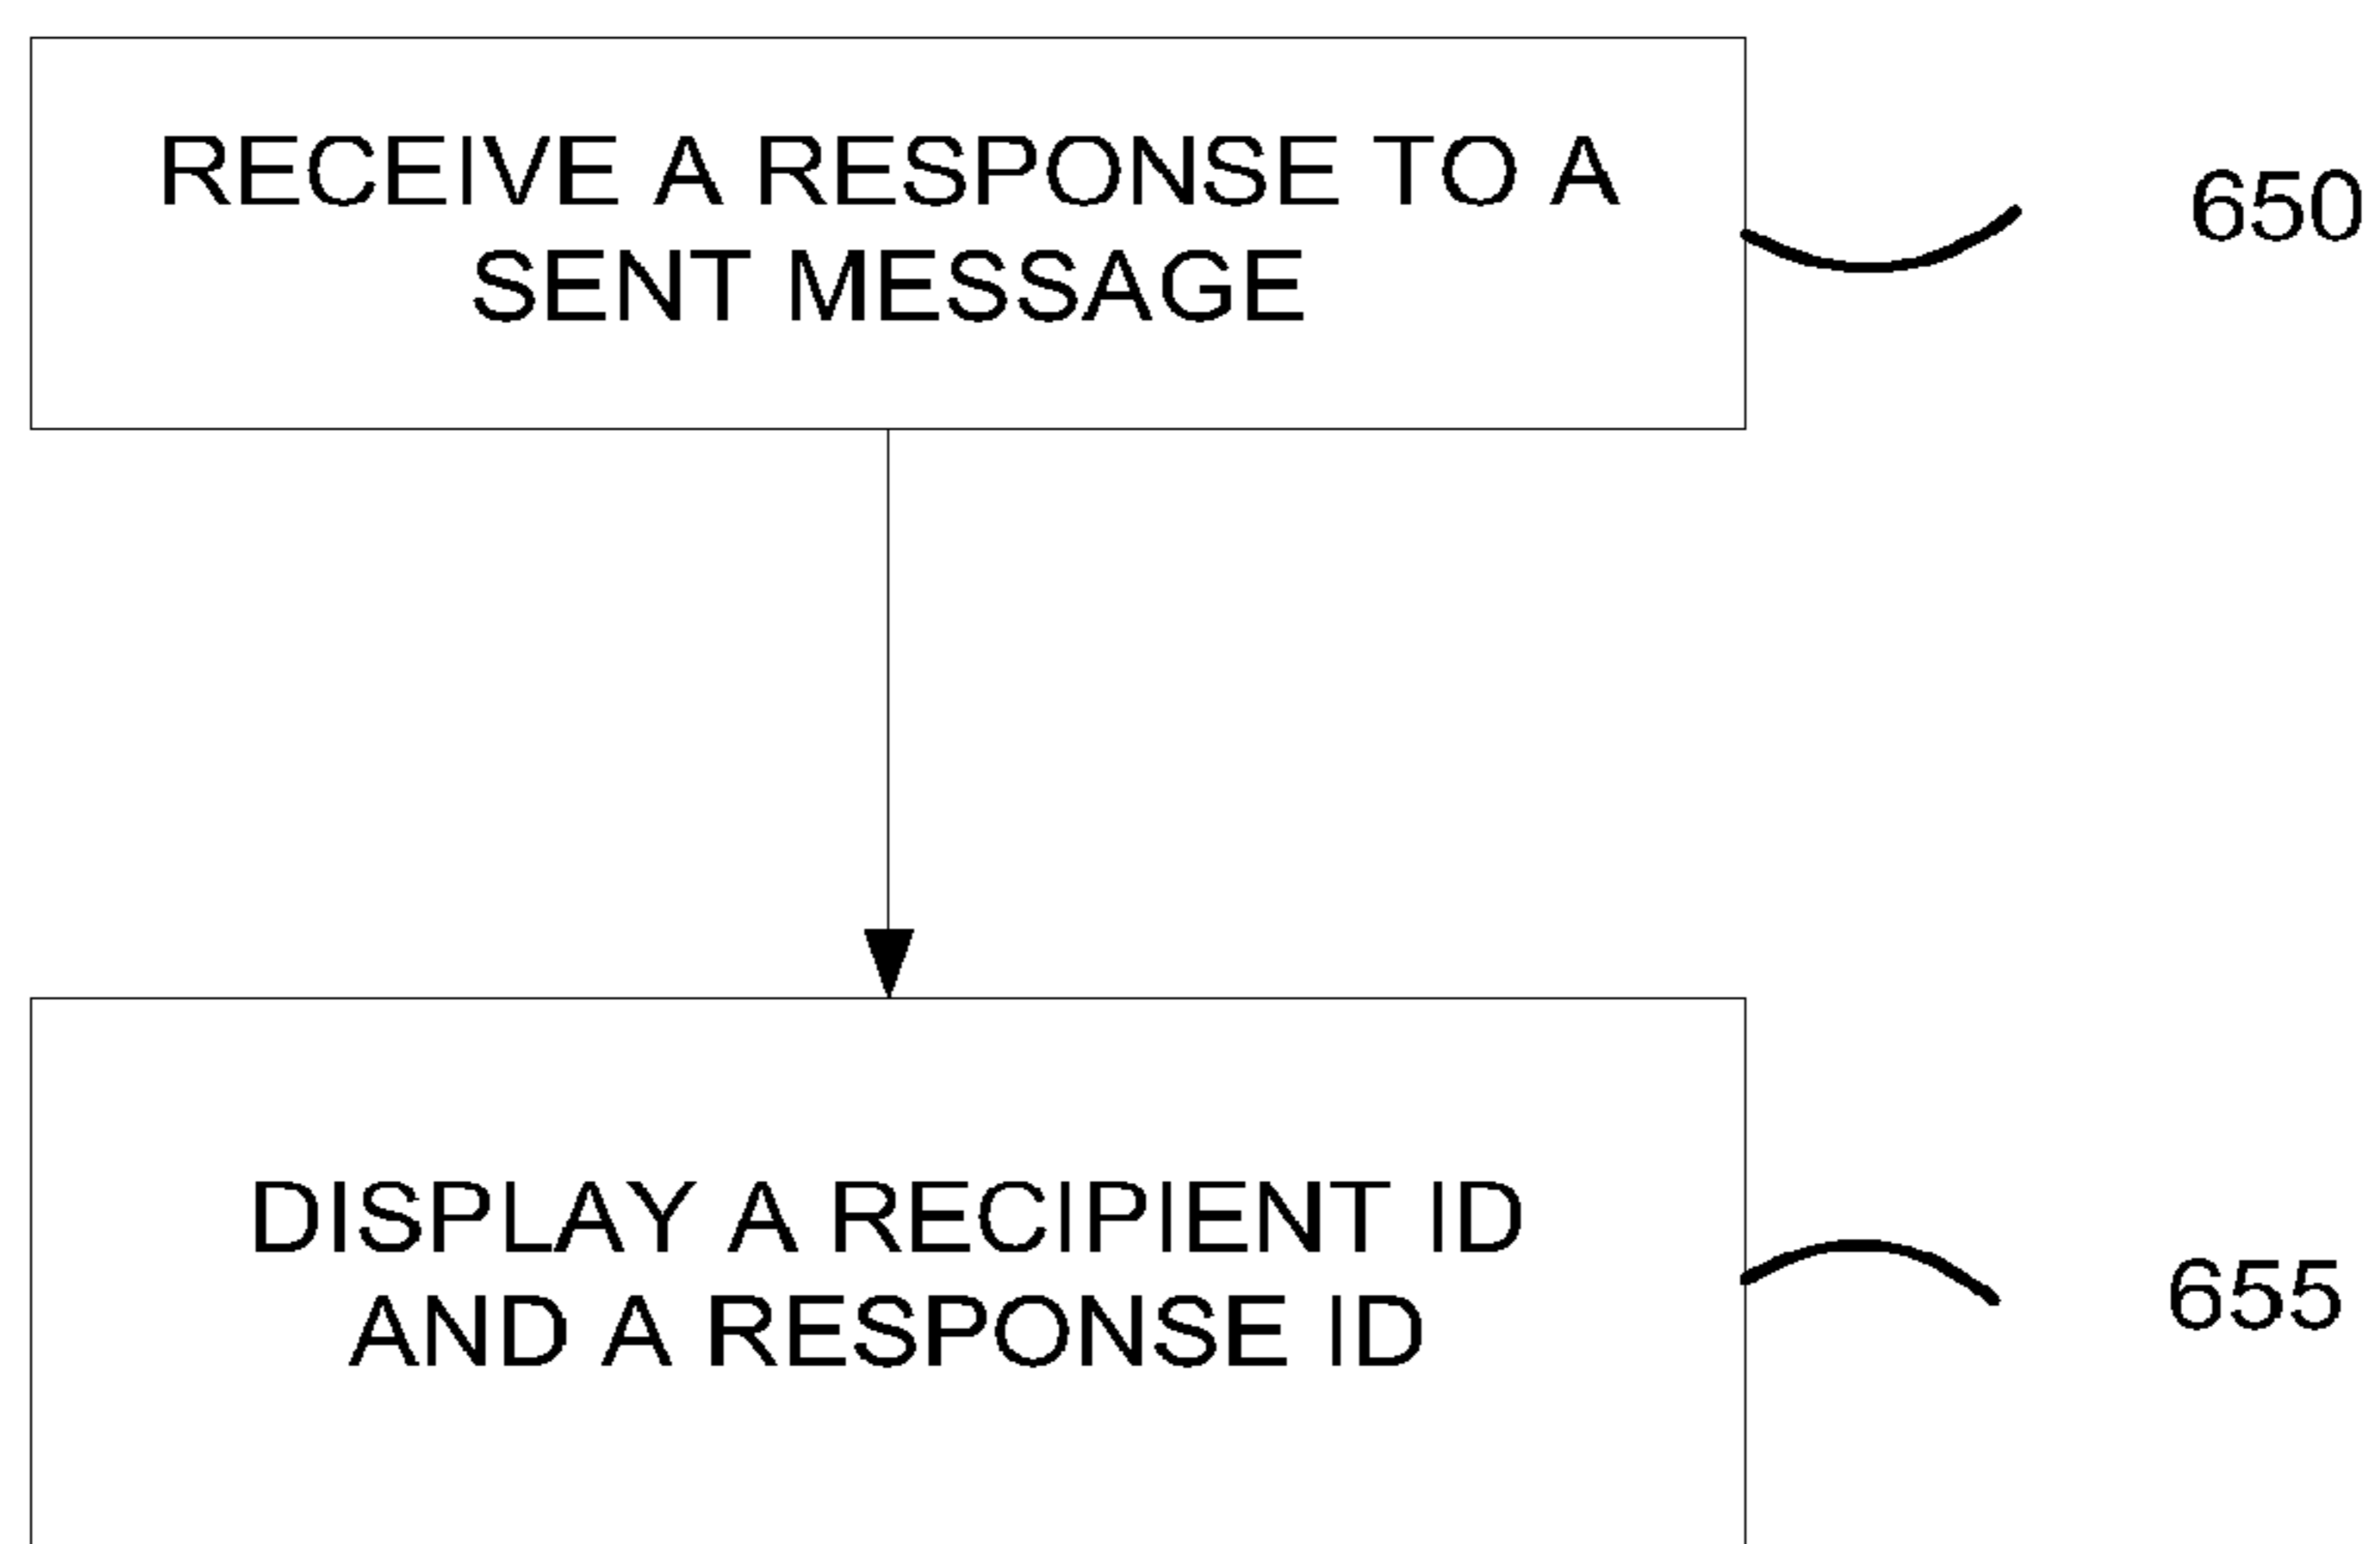 RECEIVE A RESPONSE TO A
SENT MESSAGE
650
DISPLAY A RECIPIENT ID
AND A RESPONSE ID
655